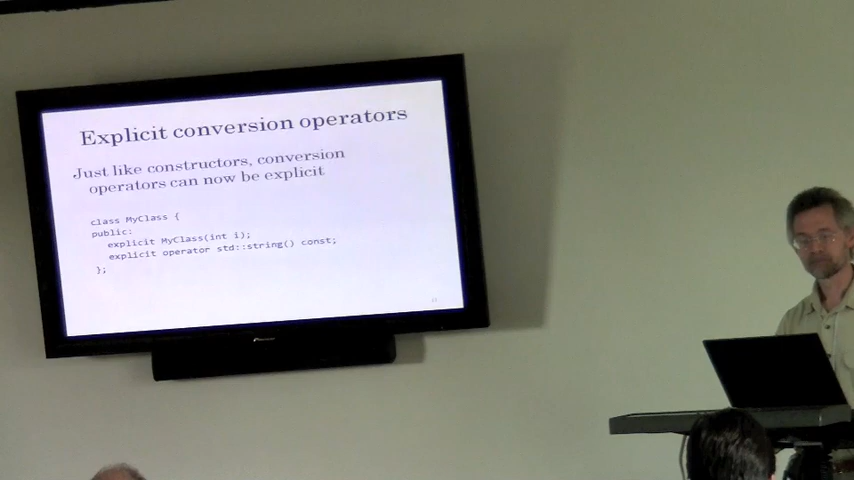 Explicit conversion operators
Just like constructors, conversion
operators can now be explicit
class MyClass {
public:
explicit MyClass(int i);
explicit operator std::string() const;
};